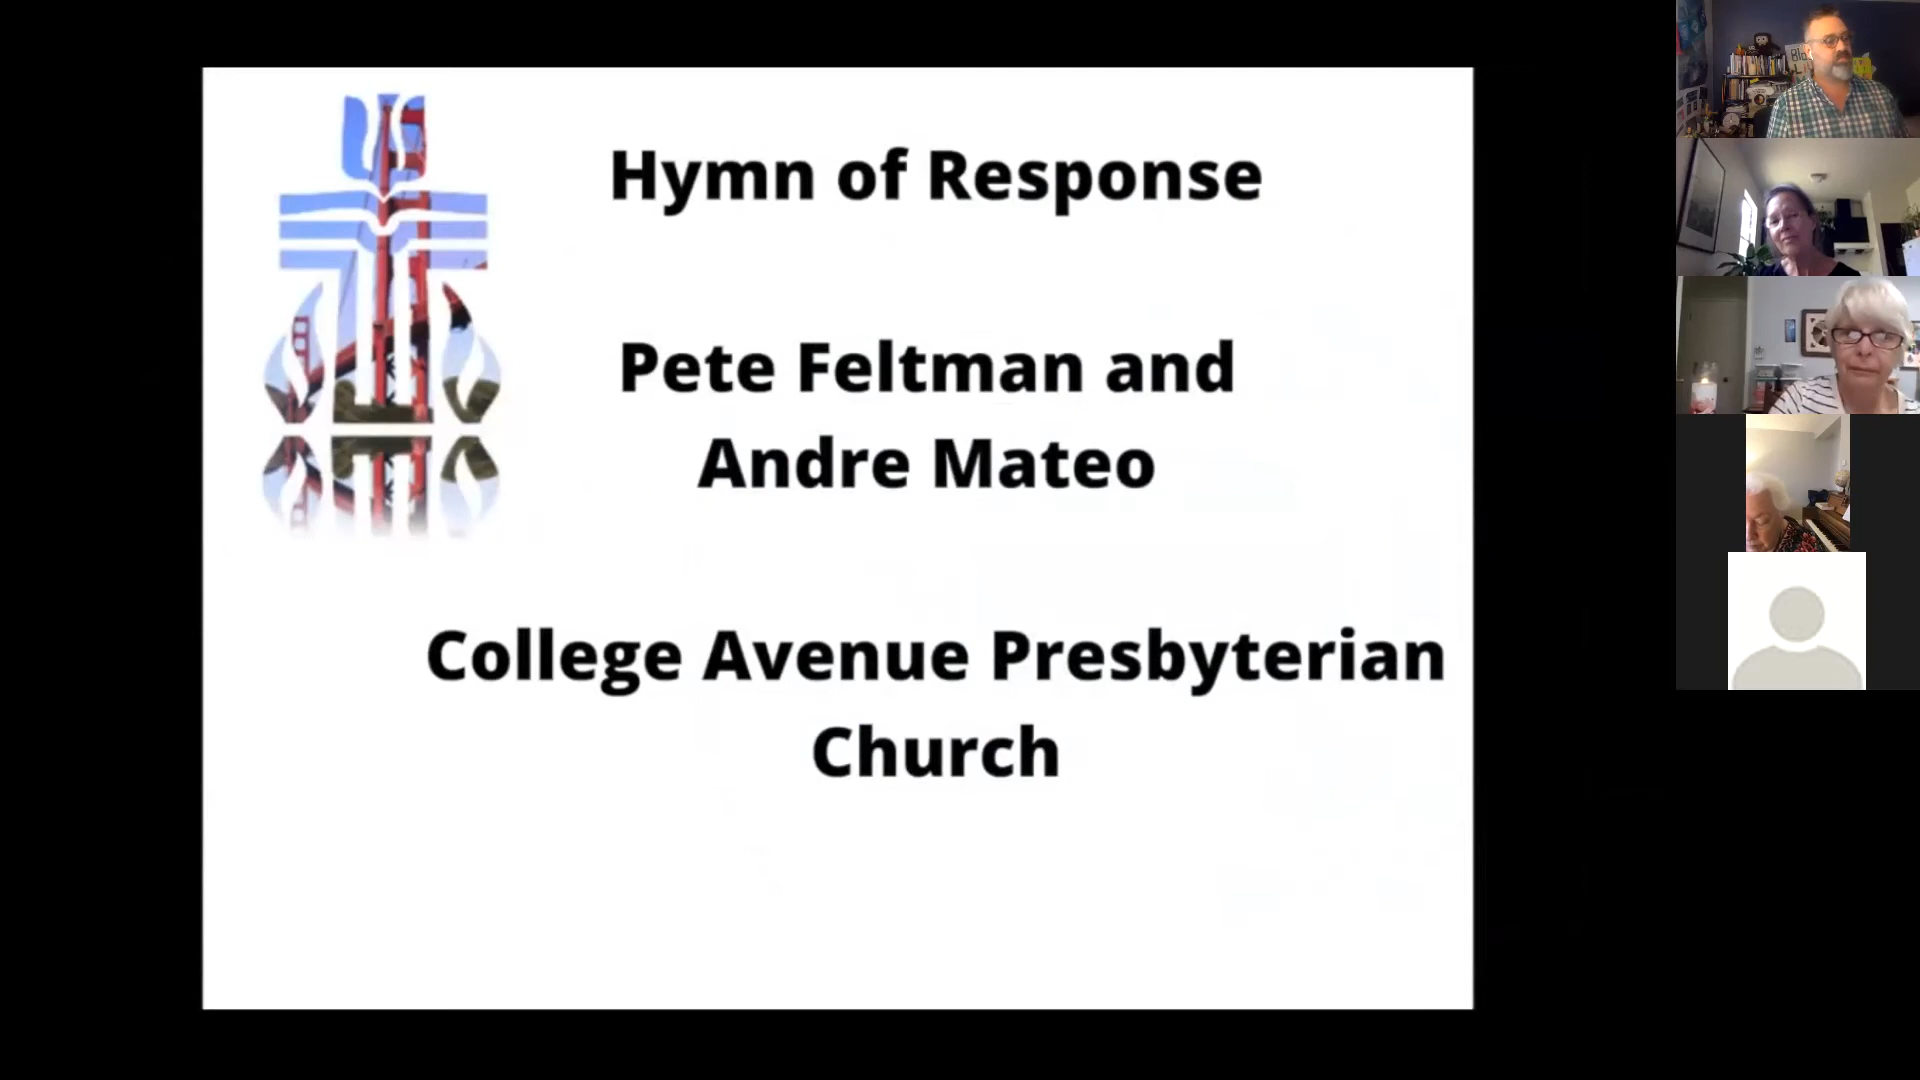 Hymn of Response
Pete Feltman and
Andre Mateo
College Avenue Presbyterian
Church